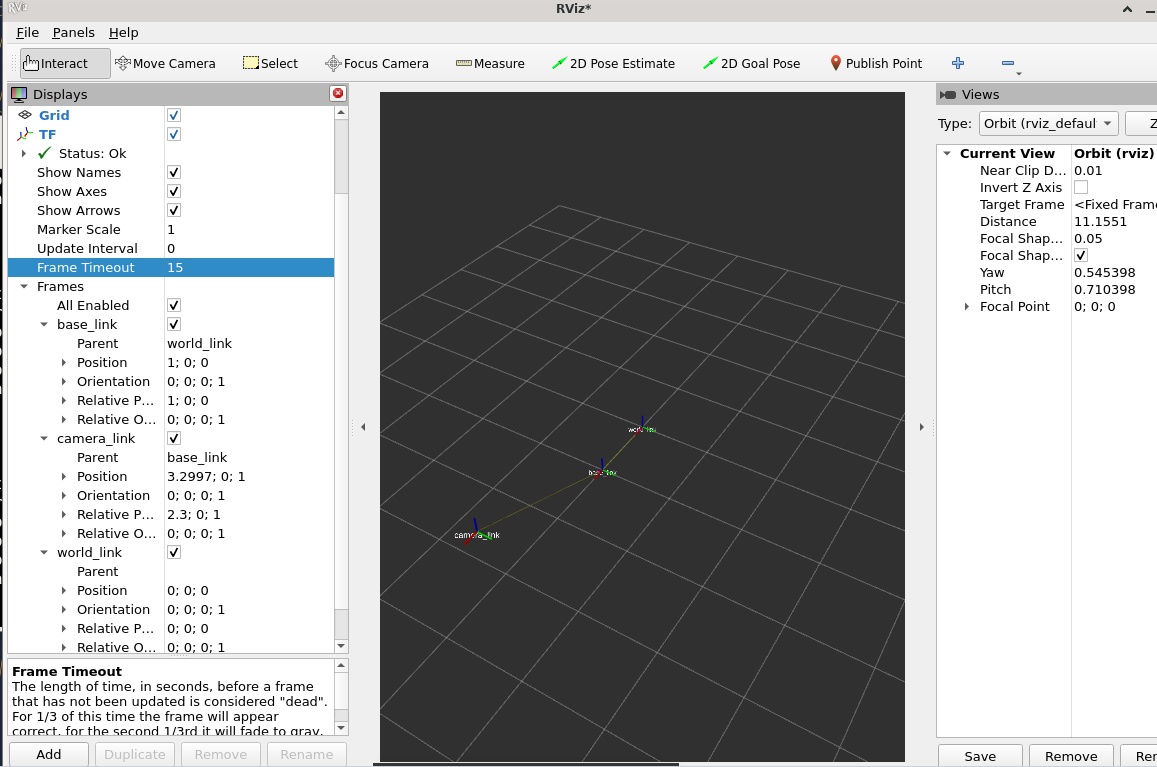 RViz*
File Panels Help
Interact Move Camera Select Focus Camera Measure 2D Pose Estimate 2D Goal Pose Publish Point
Displays
Grid
TF
Status: Ok
Show Names
Show Axes
Show Arrows
Marker Scale 1
Update Interval 0
Frame Timeout 15
Frames
All Enabled
base_link
Parent world_link
Position 1; 0; 0
Orientation 0; 0; 0; 1
Relative P... 1; 0; 0
Relative O... 0; 0; 0; 1
camera_link
Parent base_link
Position 3.2997; 0; 1
Orientation 0; 0; 0; 1
Relative P... 2.3; 0; 1
Relative O... 0; 0; 0; 1
world_link
Parent
Position 0; 0; 0
Orientation 0; 0; 0; 1
Relative P... 0; 0; 0
Relative O... 0; 0; 0; 1
Frame Timeout
The length of time, in seconds, before a frame
that has not been updated is considered "dead".
For 1/3 of this time the frame will appear
correct, for the second 1/3rd it will fade to gray,
Add Duplicate Remove Rename
world_link
base_link
camera_link
Views
Type: Orbit (rviz_defaul Z
Current View Orbit (rviz)
Near Clip D... 0.01
Invert Z Axis
Target Frame <Fixed Frame
Distance 11.1551
Focal Shap... 0.05
Focal Shap...
Yaw 0.545398
Pitch 0.710398
Focal Point 0; 0; 0
Save Remove Ren